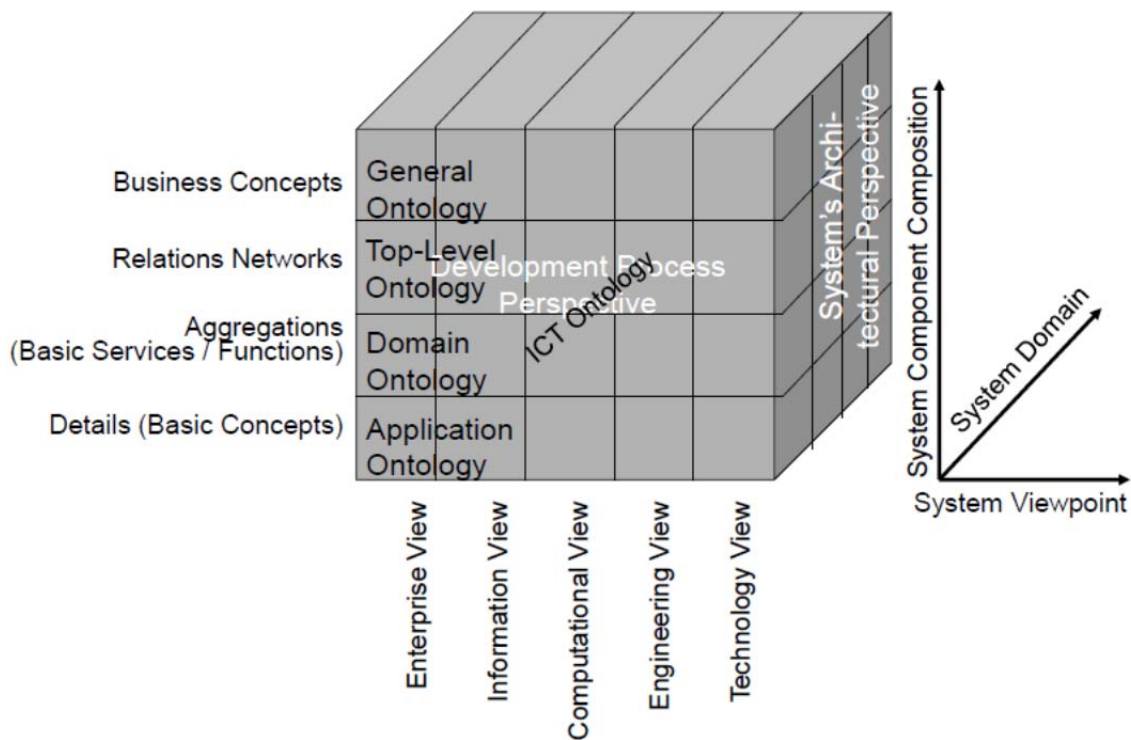 Business Concepts
Relations Networks
Aggregations
(Basic Services / Functions)
Details (Basic Concepts)
General
Ontology
Top-Level
Ontology
Domain
Ontology
Application
Ontology
Development Process
Perspective
ICT Ontology
System's Archi-
tectural Perspective
Enterprise View
Information View
Computational View
Engineering View
Technology View
System Component Composition
System Domain
System Viewpoint